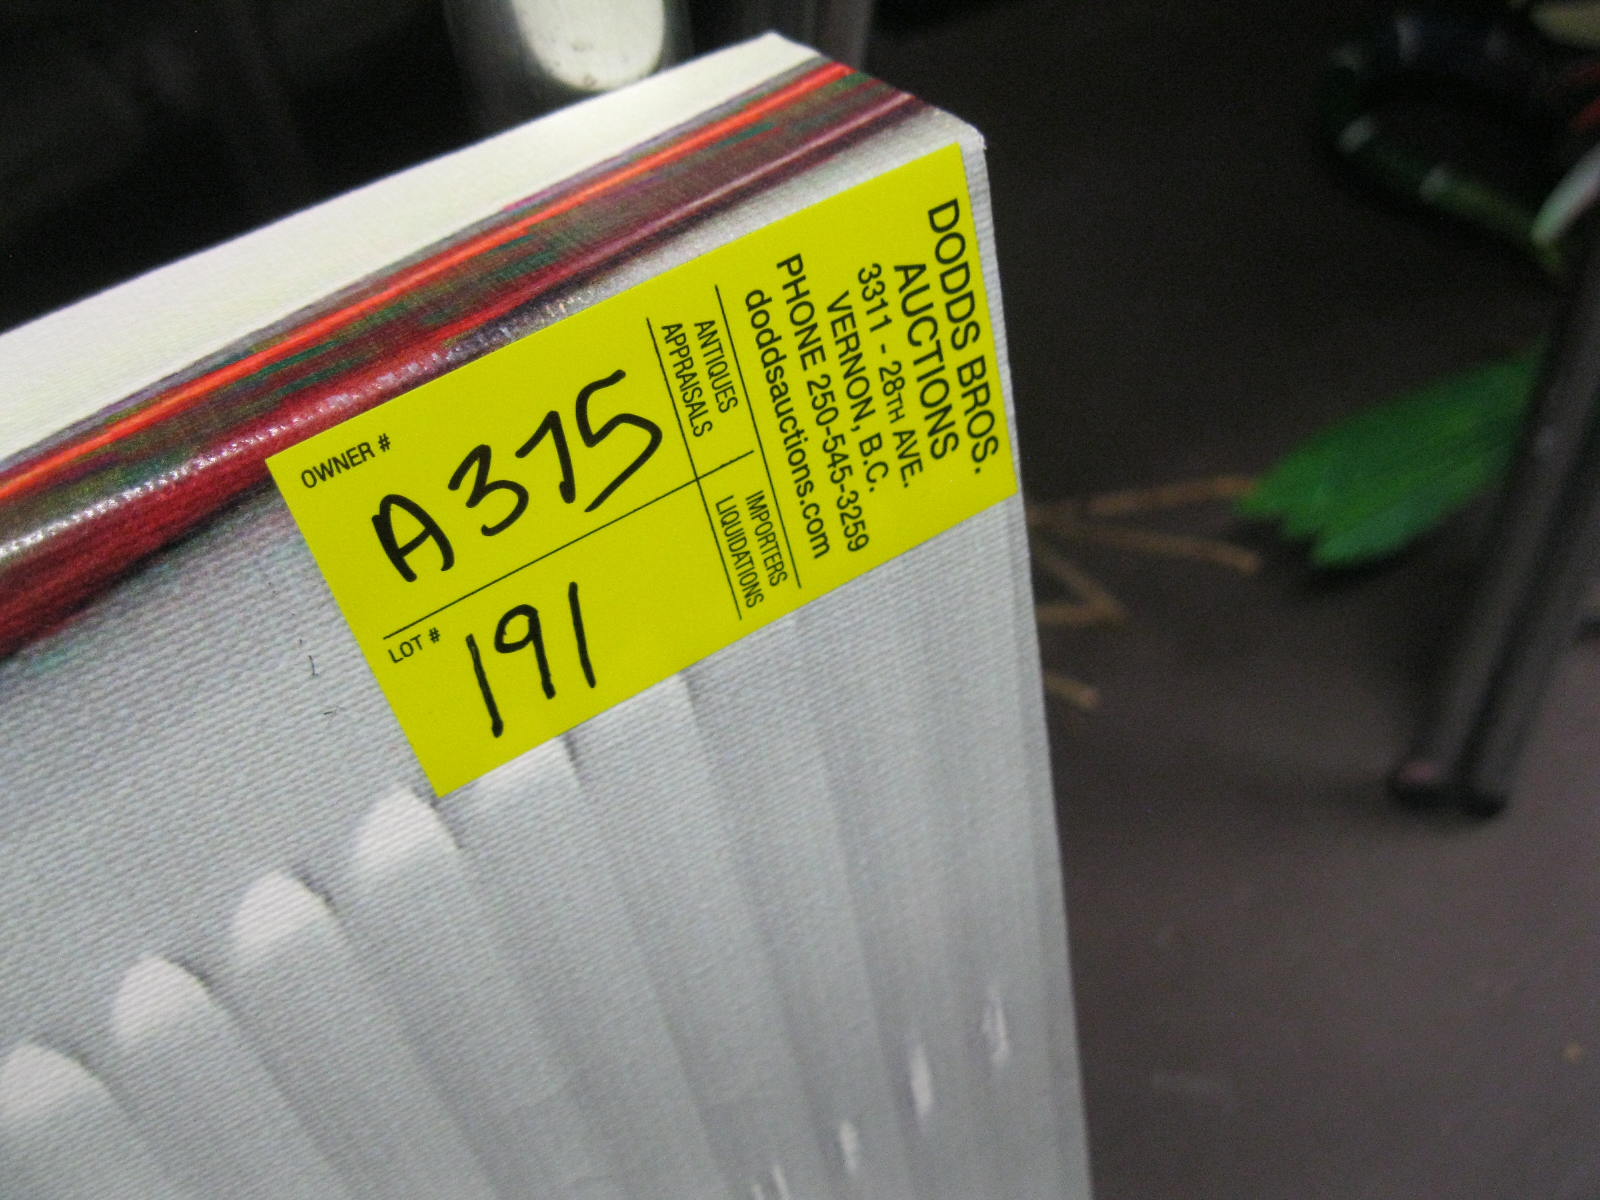 DODDS BROS.
AUCTIONS
3311 - 28TH AVE.
VERNON, B.C.
PHONE 250-545-3259
doddsauctions.com
ANTIQUES
APPRAISALS
IMPORTERS
LIQUIDATIONS
OWNER #
A375
LOT #
191